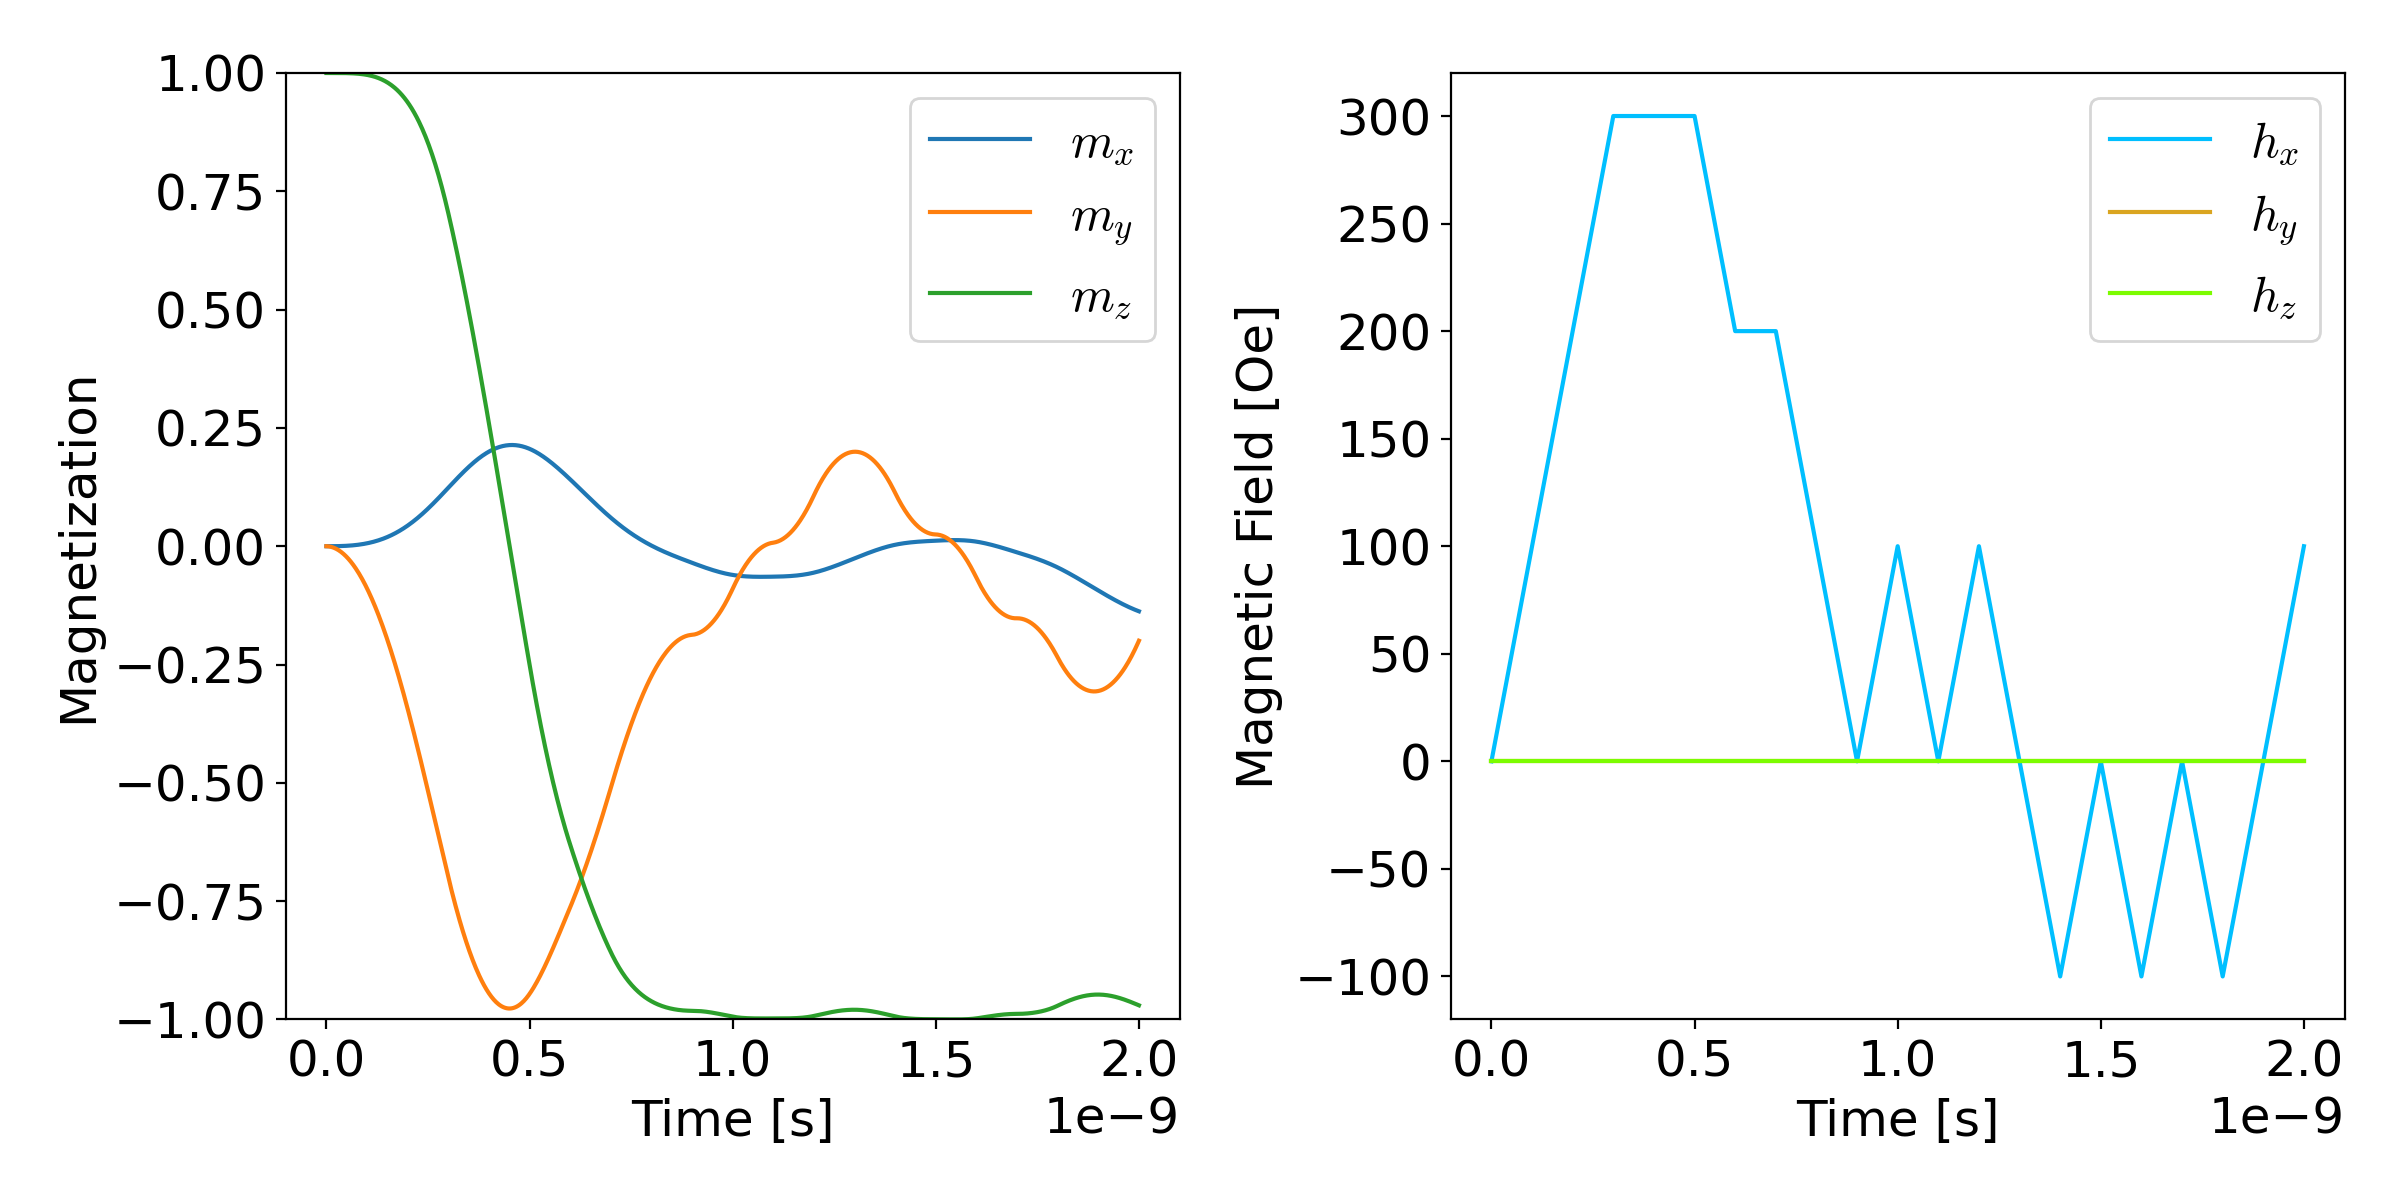 Magnetization
1.00
0.75
0.50
0.25
0.00
−0.25
−0.50
−0.75
−1.00
0.0 0.5 1.0 1.5 2.0
Time [s]
1e−9
m_x
m_y
m_z
Magnetic Field [Oe]
300
250
200
150
100
50
0
−50
−100
0.0 0.5 1.0 1.5 2.0
Time [s]
1e−9
h_x
h_y
h_z